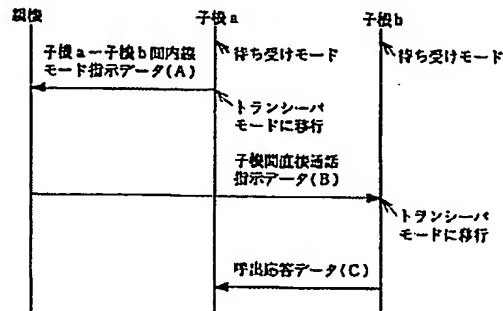 親機
子機a
子機b
待ち受けモード
待ち受けモード
子機a-子機b間内線
モード指示データ(A)
トランシーバ
モードに移行
子機間直接通話
指示データ(B)
トランシーバ
モードに移行
呼出応答データ(C)